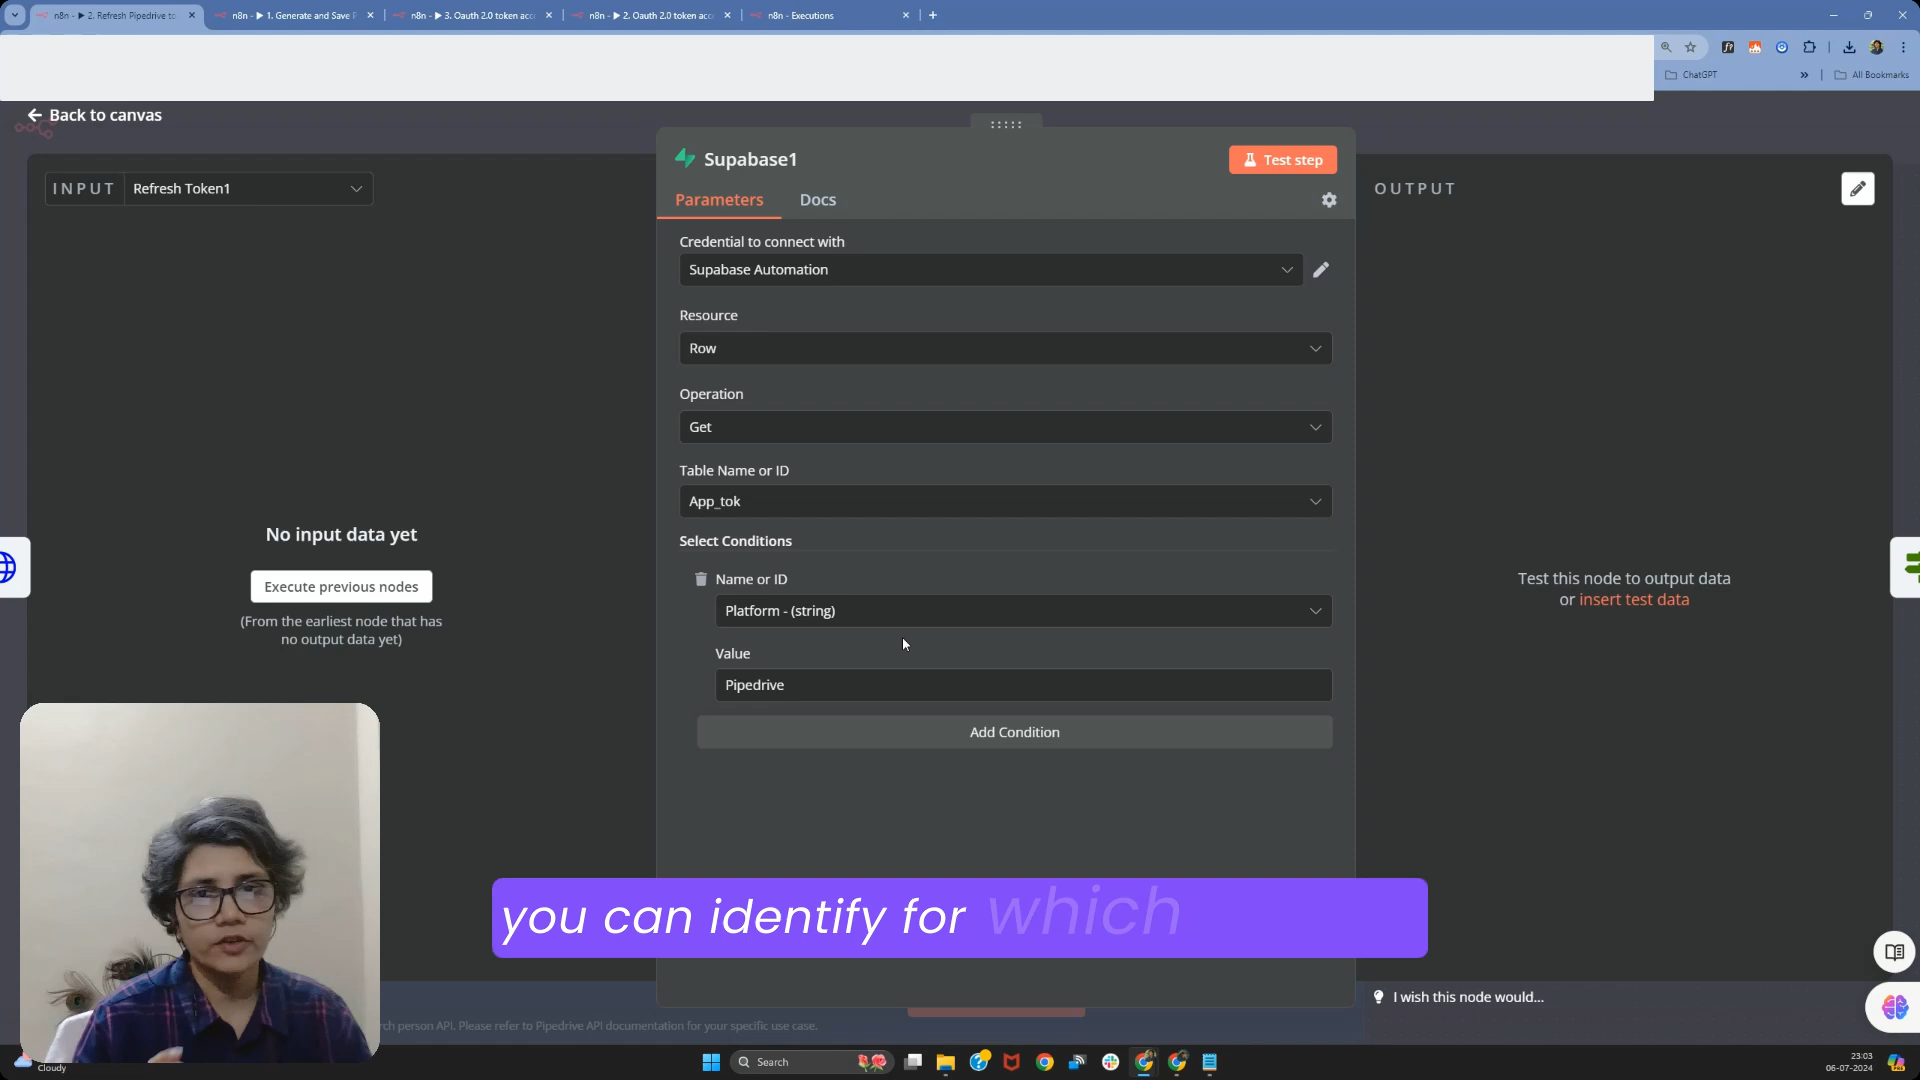 n8n - ▶ 2. Refresh Pipedrive to
n8n - ▶ 1. Generate and Save
n8n - ▶ 3. Oauth 2.0 token acc
n8n - ▶ 2. Oauth 2.0 token acc
n8n - Executions
ChatGPT
» All Bookmarks
← Back to canvas
INPUT Refresh Token1
No input data yet
Execute previous nodes
(From the earliest node that has
no output data yet)
Supabase1
Test step
Parameters Docs
Credential to connect with
Supabase Automation
Resource
Row
Operation
Get
Table Name or ID
App_tok
Select Conditions
Name or ID
Platform - (string)
Value
Pipedrive
Add Condition
OUTPUT
Test this node to output data
or insert test data
you can identify for which
I wish this node would...
rch person API. Please refer to Pipedrive API documentation for your specific use case.
Cloudy
Search
23:03
06-07-2024